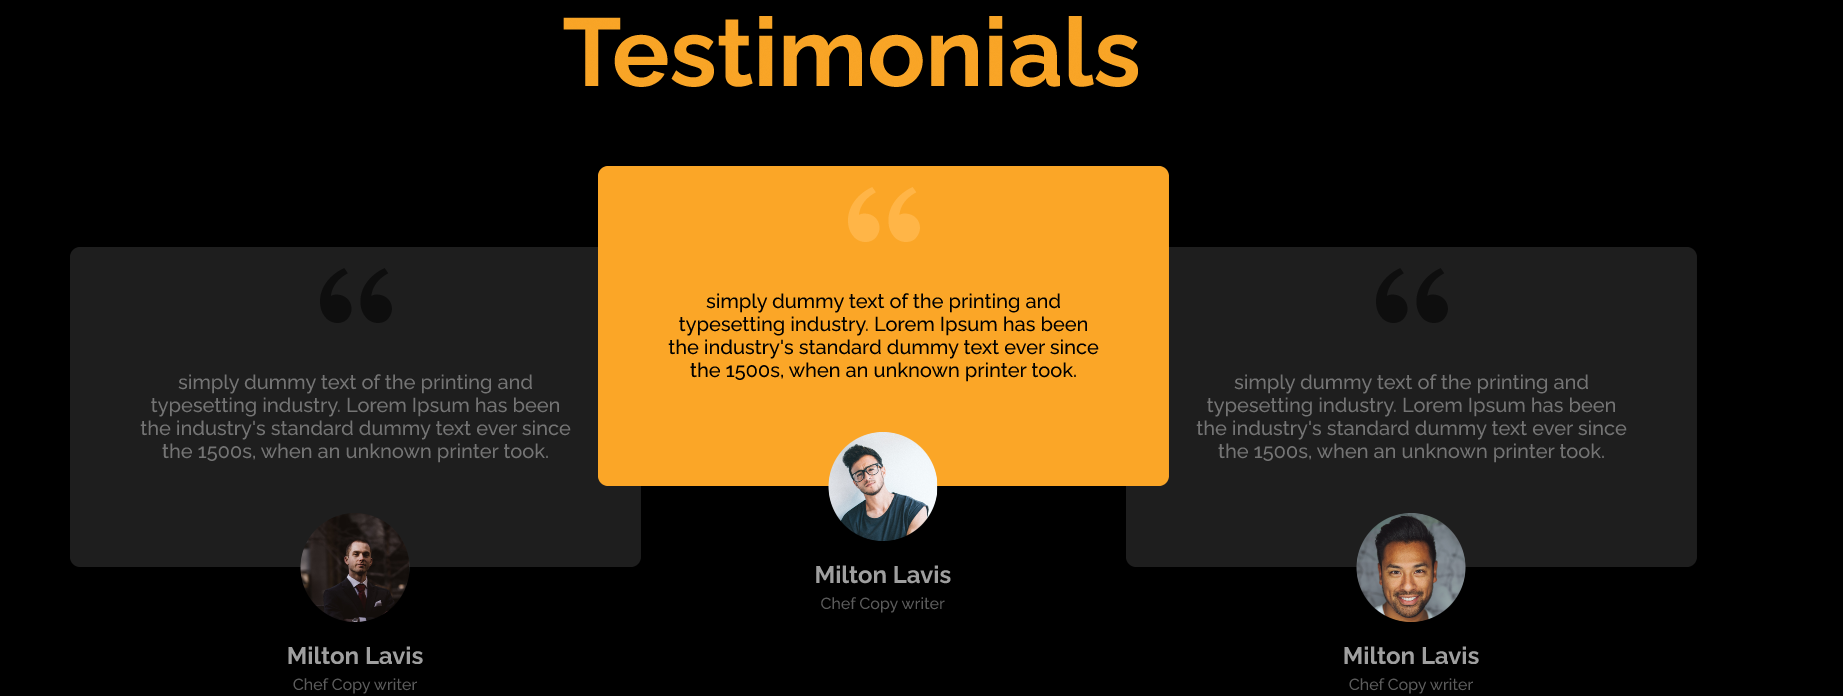 Testimonials
“
simply dummy text of the printing and
typesetting industry. Lorem Ipsum has been
the industry's standard dummy text ever since
the 1500s, when an unknown printer took.
Milton Lavis
Chef Copy writer
“
simply dummy text of the printing and
typesetting industry. Lorem Ipsum has been
the industry's standard dummy text ever since
the 1500s, when an unknown printer took.
Milton Lavis
Chef Copy writer
“
simply dummy text of the printing and
typesetting industry. Lorem Ipsum has been
the industry's standard dummy text ever since
the 1500s, when an unknown printer took.
Milton Lavis
Chef Copy writer